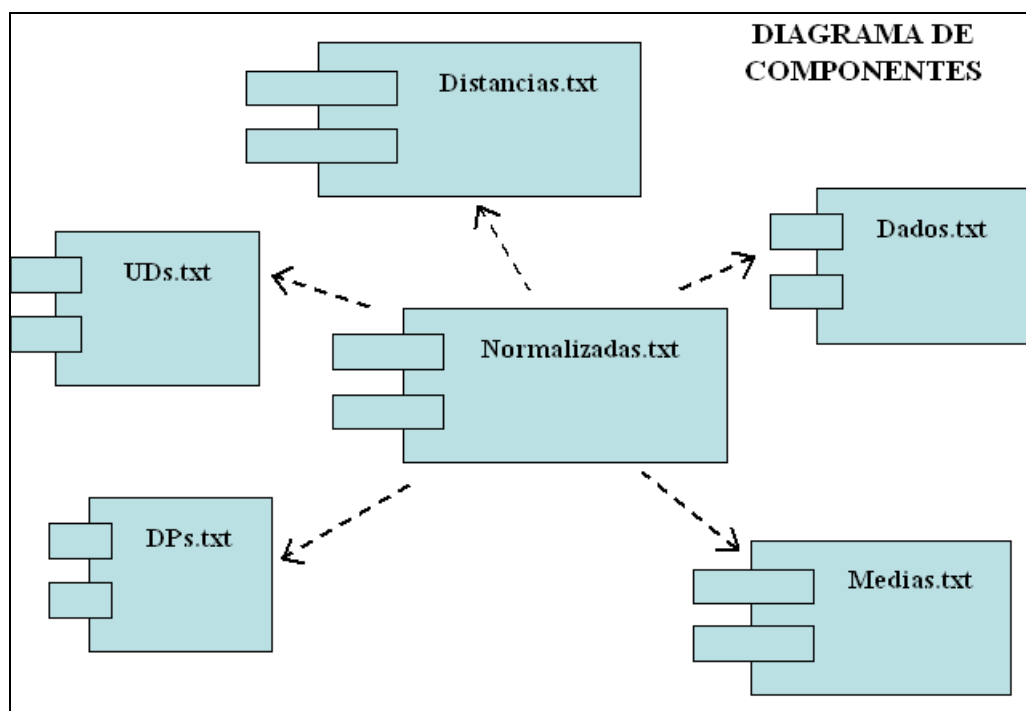 DIAGRAMA DE
COMPONENTES
Distancias.txt
Dados.txt
UDs.txt
Normalizadas.txt
DPs.txt
Medias.txt